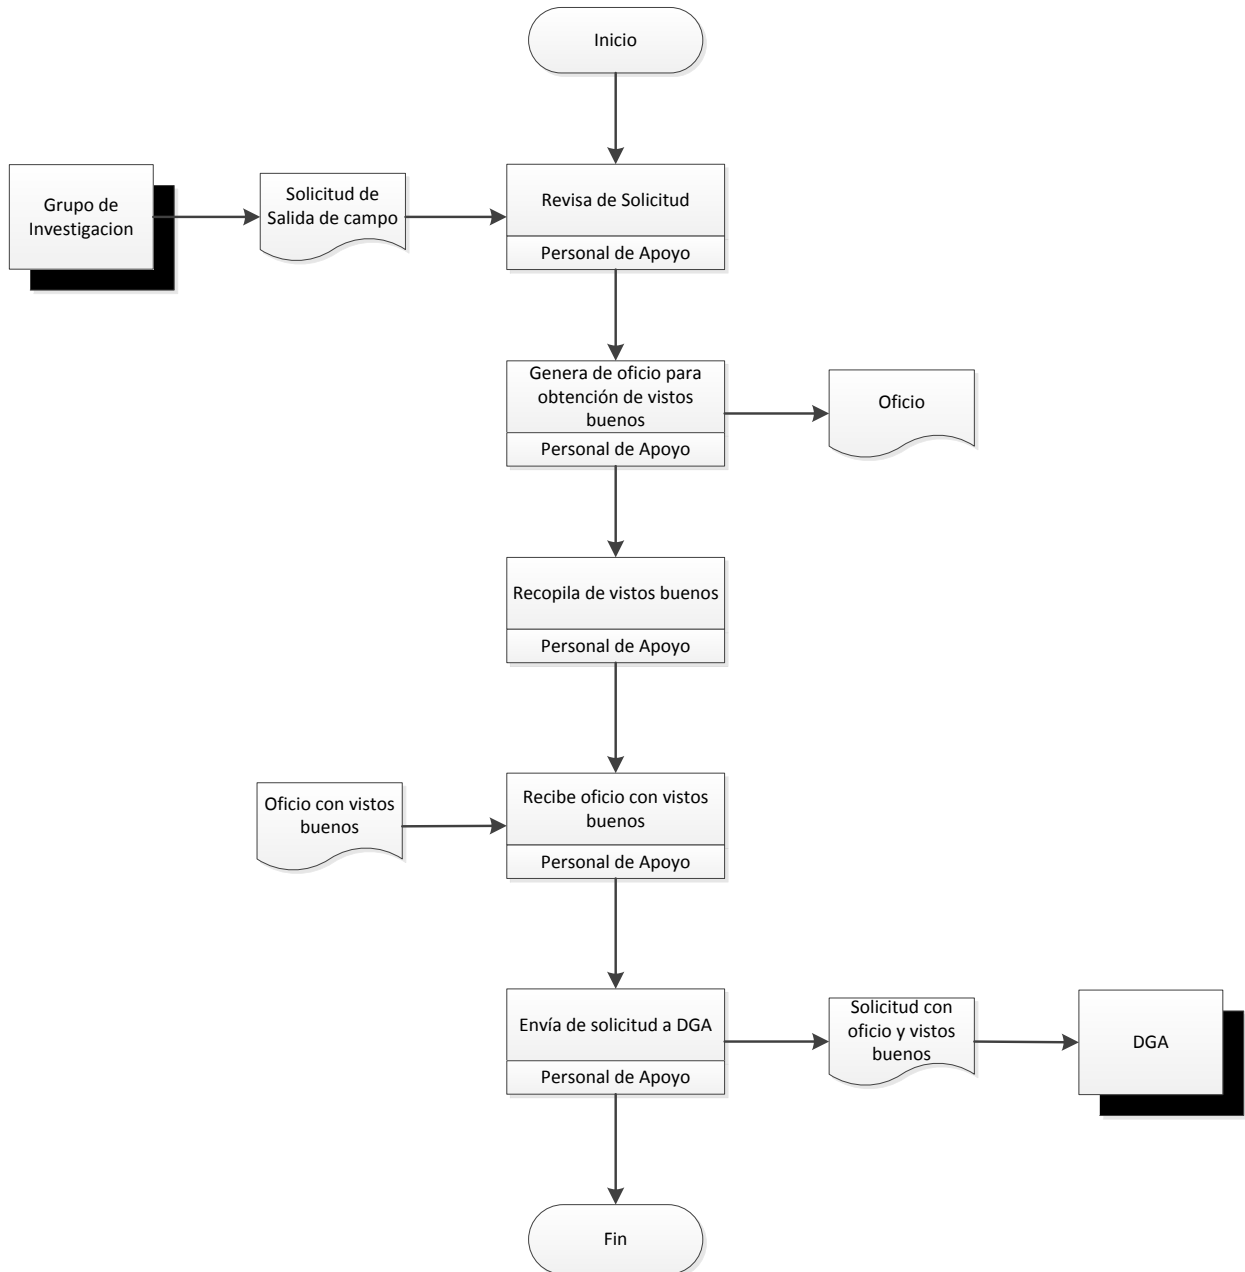 Inicio
Grupo de
Investigacion
Solicitud de
Salida de campo
Revisa de Solicitud
Personal de Apoyo
Genera de oficio para
obtención de vistos
buenos
Personal de Apoyo
Oficio
Recopila de vistos buenos
Personal de Apoyo
Oficio con vistos
buenos
Recibe oficio con vistos
buenos
Personal de Apoyo
Envía de solicitud a DGA
Personal de Apoyo
Solicitud con
oficio y vistos
buenos
DGA
Fin